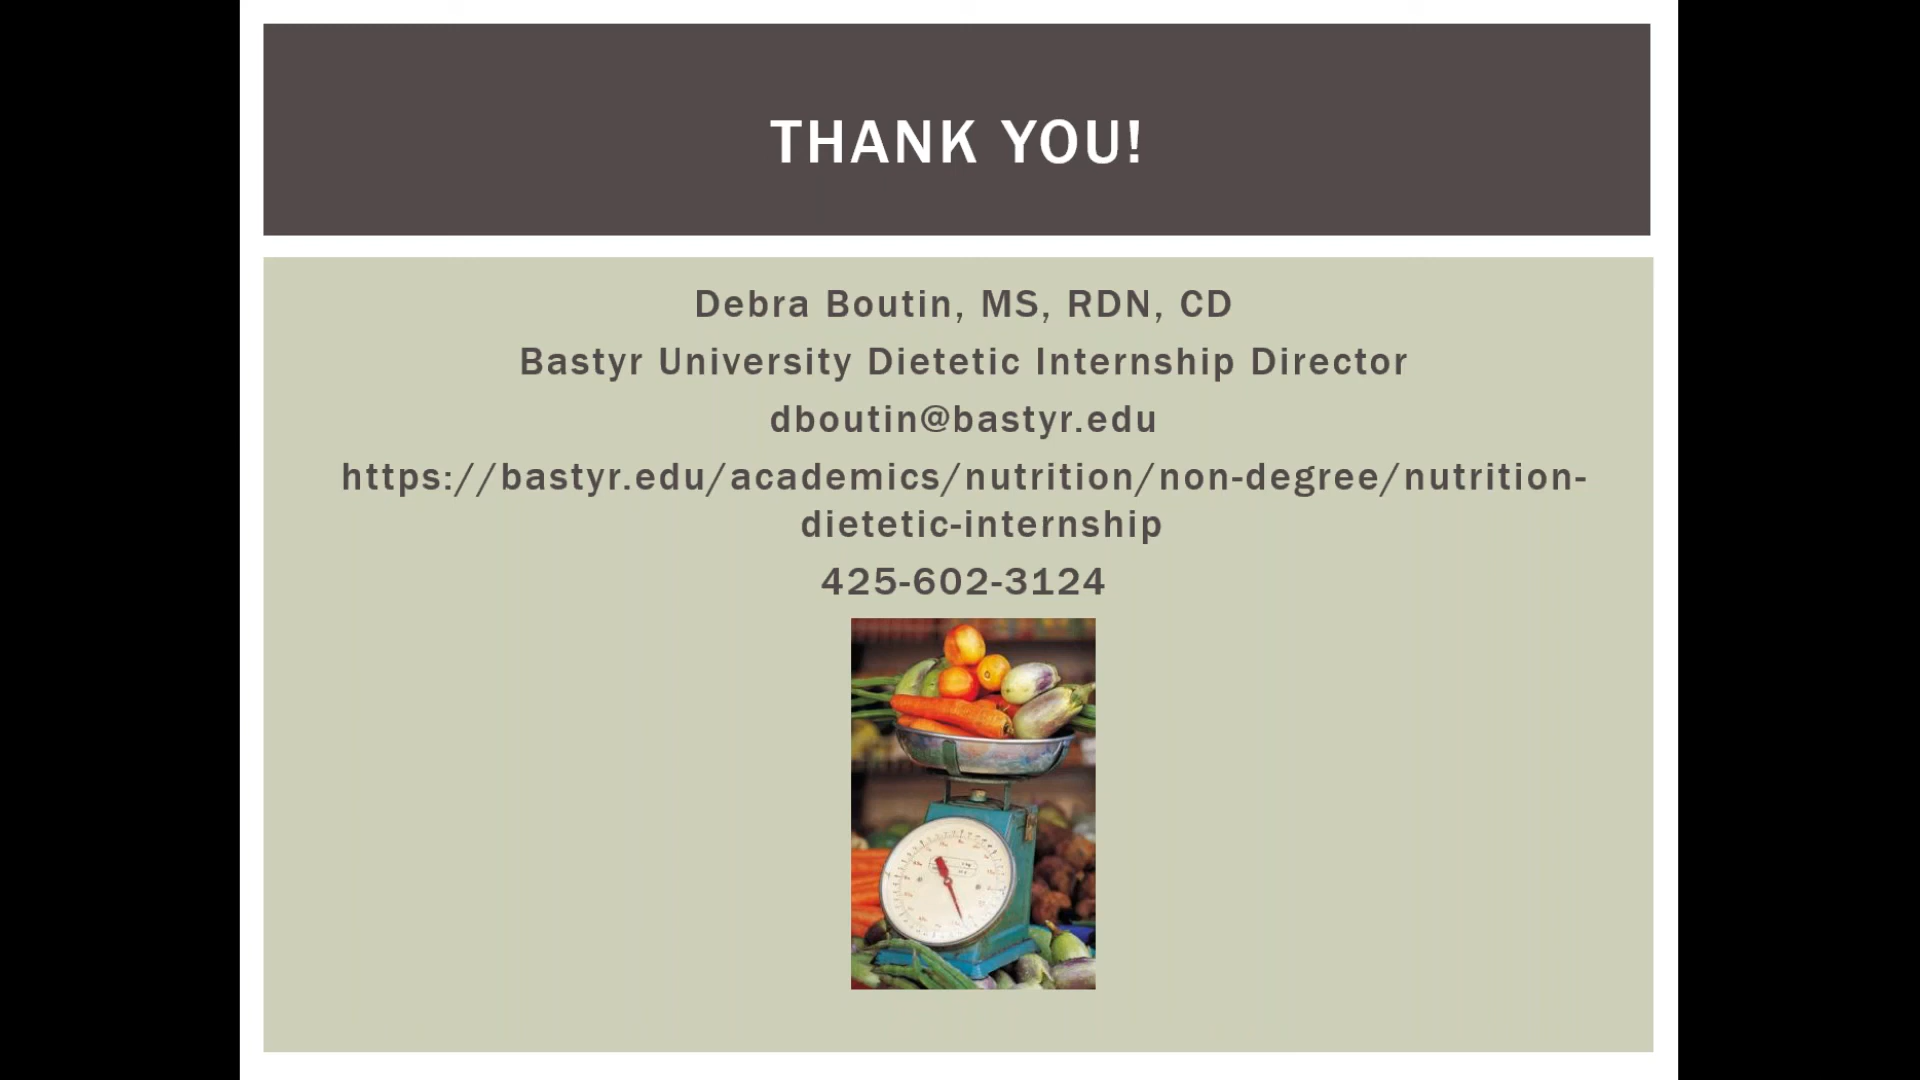 THANK YOU!
Debra Boutin, MS, RDN, CD
Bastyr University Dietetic Internship Director
dboutin@bastyr.edu
https://bastyr.edu/academics/nutrition/non-degree/nutrition-
dietetic-internship
425-602-3124